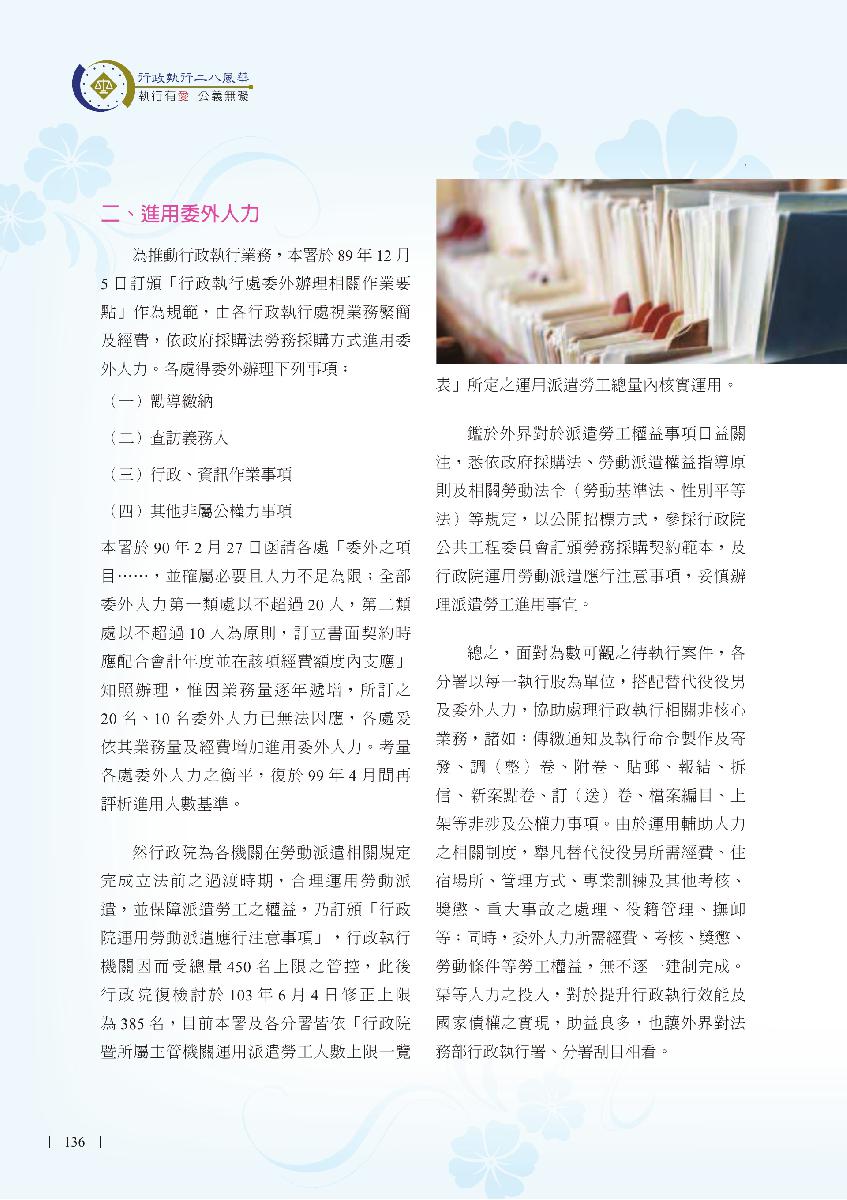 行政執行二八風華
執行有愛 公義無礙
二、進用委外人力
為推動行政執行業務，本署於 89 年 12 月
5 日訂頒「行政執行處委外辦理相關作業要
點」作為規範，由各行政執行處視業務繁簡
及經費，依政府採購法勞務採購方式進用委
外人力。各處得委外辦理下列事項：
（一）勸導繳納
（二）查訪義務人
（三）行政、資訊作業事項
（四）其他非屬公權力事項
本署於 90 年 2 月 27 日函請各處「委外之項
目……，並確屬必要且人力不足為限；全部
委外人力第一類處以不超過 20 人，第二類
處以不超過 10 人為原則，訂立書面契約時
應配合會計年度並在該項經費額度內支應」
知照辦理，惟因業務量逐年遞增，所訂之
20 名、10 名委外人力已無法因應，各處爰
依其業務量及經費增加進用委外人力。考量
各處委外人力之衡平，復於 99 年 4 月間再
評析進用人數基準。
然行政院為各機關在勞動派遣相關規定
完成立法前之過渡時期，合理運用勞動派
遣，並保障派遣勞工之權益，乃訂頒「行政
院運用勞動派遣應行注意事項」，行政執行
機關因而受總量 450 名上限之管控，此後
行政院復檢討於 103 年 6 月 4 日修正上限
為 385 名，目前本署及各分署皆依「行政院
暨所屬主管機關運用派遣勞工人數上限一覽
表」所定之運用派遣勞工總量內核實運用。
鑑於外界對於派遣勞工權益事項日益關
注，悉依政府採購法、勞動派遣權益指導原
則及相關勞動法令（勞動基準法、性別平等
法）等規定，以公開招標方式，參採行政院
公共工程委員會訂頒勞務採購契約範本，及
行政院運用勞動派遣應行注意事項，妥慎辦
理派遣勞工進用事宜。
總之，面對為數可觀之待執行案件，各
分署以每一執行股為單位，搭配替代役役男
及委外人力，協助處理行政執行相關非核心
業務，諸如：傳繳通知及執行命令製作及寄
發、調（整）卷、附卷、貼郵、報結、拆
信、新案點卷、訂（送）卷、檔案編目、上
架等非涉及公權力事項。由於運用輔助人力
之相關制度，舉凡替代役役男所需經費、住
宿場所、管理方式、專業訓練及其他考核、
獎懲、重大事故之處理、役籍管理、撫卹
等；同時，委外人力所需經費、考核、獎懲、
勞動條件等勞工權益，無不逐一建制完成。
渠等人力之投入，對於提升行政執行效能及
國家債權之實現，助益良多，也讓外界對法
務部行政執行署、分署刮目相看。
136